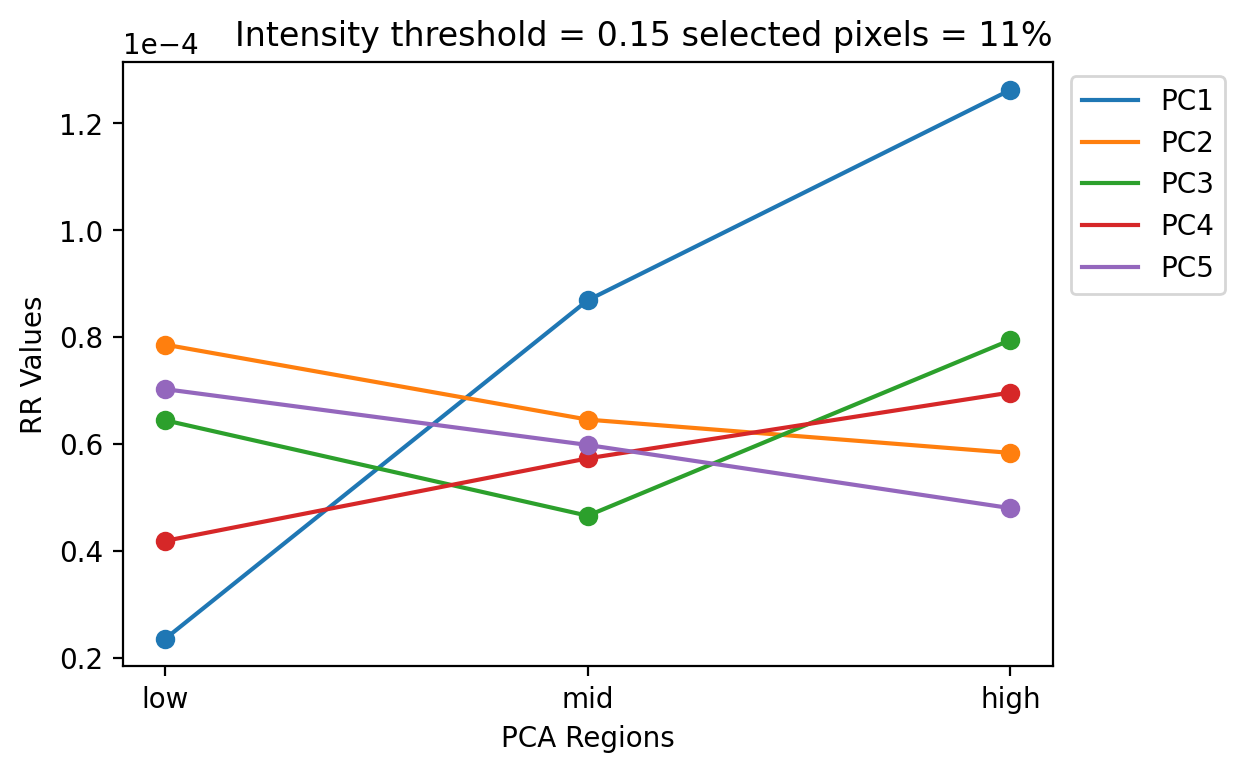 1e−4
Intensity threshold = 0.15 selected pixels = 11%
1.2
1.0
0.8
0.6
0.4
0.2
RR Values
low
mid
high
PCA Regions
PC1
PC2
PC3
PC4
PC5